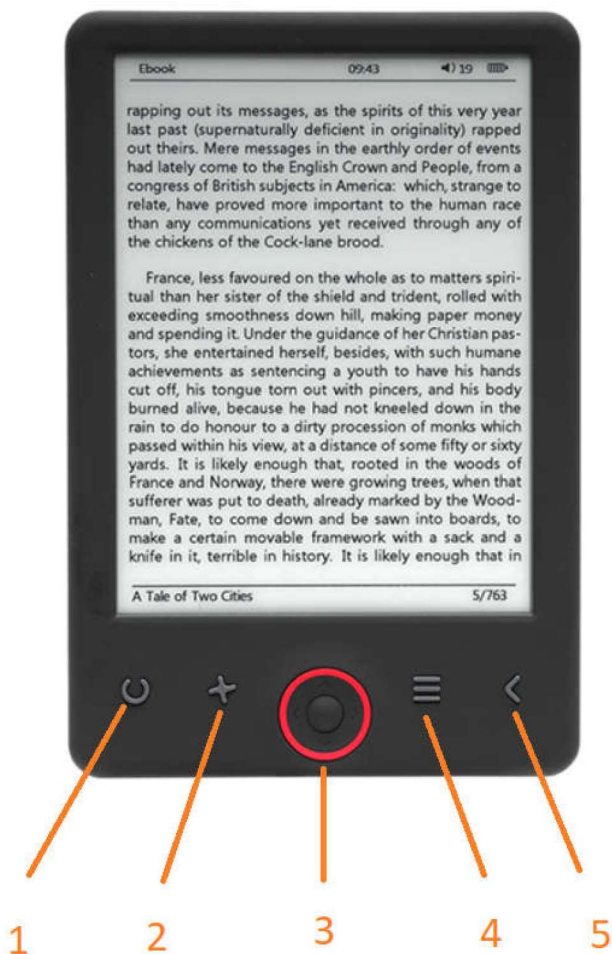 Ebook 09:43 19
rapping out its messages, as the spirits of this very year
last past (supernaturally deficient in originality) rapped
out theirs. Mere messages in the earthly order of events
had lately come to the English Crown and People, from a
congress of British subjects in America: which, strange to
relate, have proved more important to the human race
than any communications yet received through any of
the chickens of the Cock-lane brood.
France, less favoured on the whole as to matters spiri-
tual than her sister of the shield and trident, rolled with
exceeding smoothness down hill, making paper money
and spending it. Under the guidance of her Christian pas-
tors, she entertained herself, besides, with such humane
achievements as sentencing a youth to have his hands
cut off, his tongue torn out with pincers, and his body
burned alive, because he had not kneeled down in the
rain to do honour to a dirty procession of monks which
passed within his view, at a distance of some fifty or sixty
yards. It is likely enough that, rooted in the woods of
France and Norway, there were growing trees, when that
sufferer was put to death, already marked by the Wood-
man, Fate, to come down and be sawn into boards, to
make a certain movable framework with a sack and a
knife in it, terrible in history. It is likely enough that in
A Tale of Two Cities 5/763
1 2 3 4 5